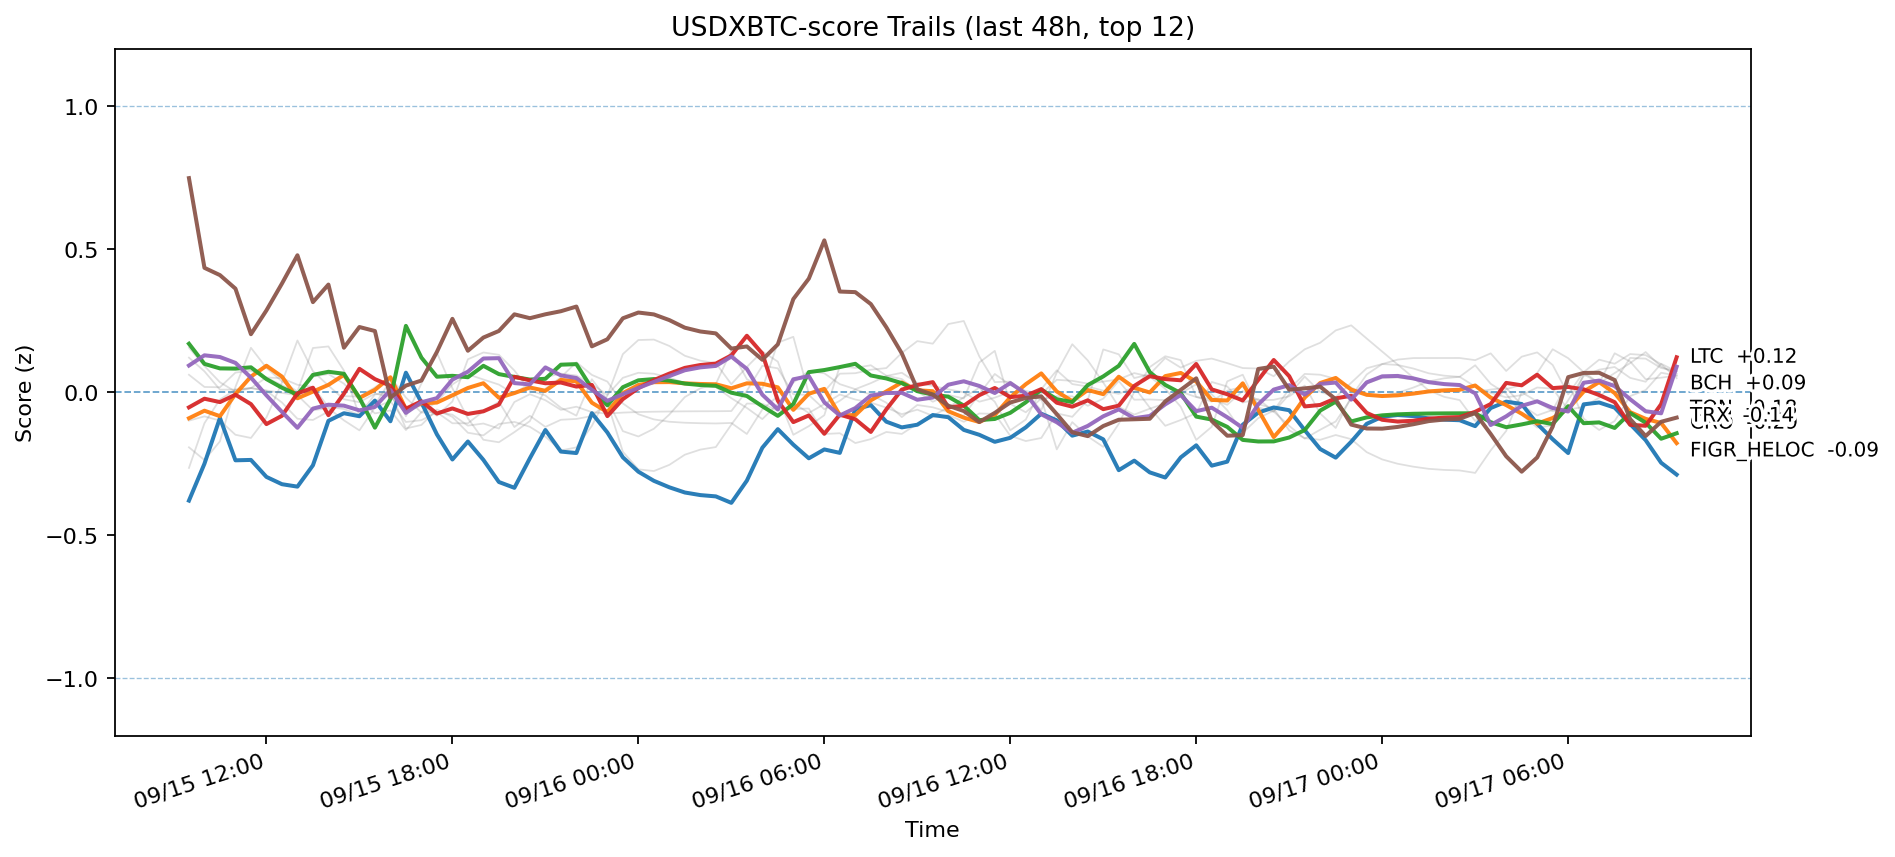 USDXBTC-score Trails (last 48h, top 12)
Score (z)
1.0
0.5
0.0
−0.5
−1.0
LTC +0.12
BCH +0.09
TRX -0.14
FIGR_HELOC -0.09
09/15 12:00
09/15 18:00
09/16 00:00
09/16 06:00
09/16 12:00
09/16 18:00
09/17 00:00
09/17 06:00
Time